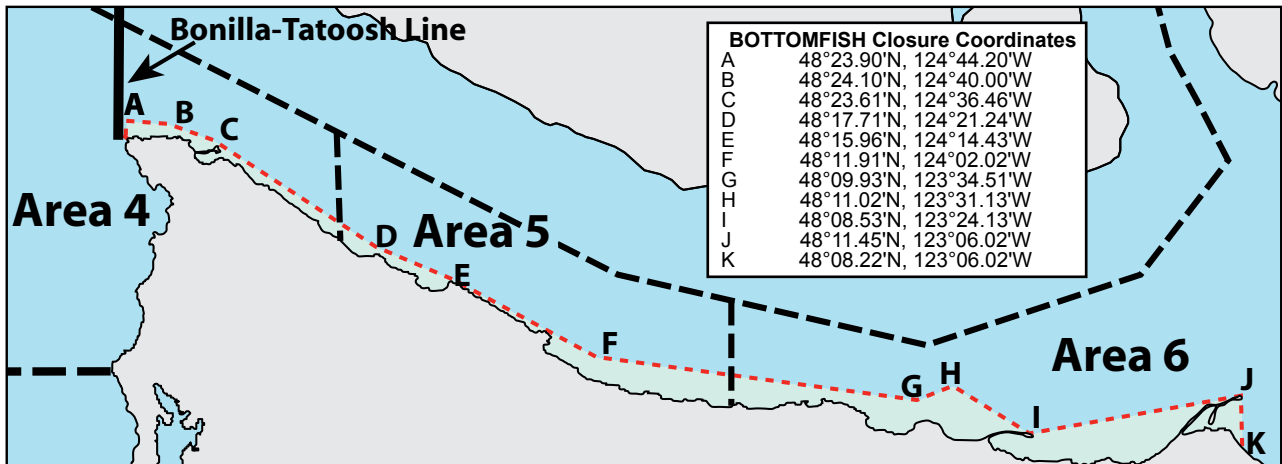 Bonilla-Tatoosh Line
BOTTOMFISH Closure Coordinates
A 48°23.90'N, 124°44.20'W
B 48°24.10'N, 124°40.00'W
C 48°23.61'N, 124°36.46'W
D 48°17.71'N, 124°21.24'W
E 48°15.96'N, 124°14.43'W
F 48°11.91'N, 124°02.02'W
G 48°09.93'N, 123°34.51'W
H 48°11.02'N, 123°31.13'W
I 48°08.53'N, 123°24.13'W
J 48°11.45'N, 123°06.02'W
K 48°08.22'N, 123°06.02'W
A
B
C
Area 4
Area 5
D
E
F
G
H
Area 6
I
J
K